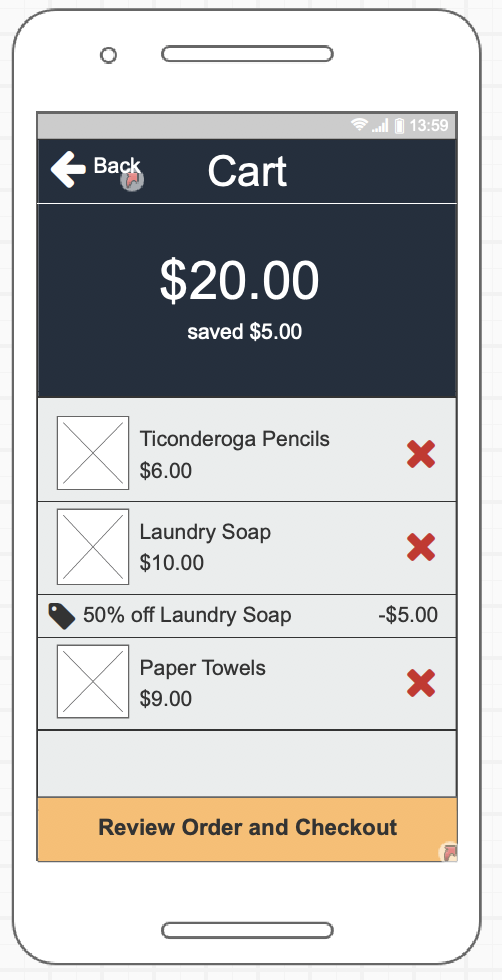 13:59
Back
Cart
$20.00
saved $5.00
Ticonderoga Pencils
$6.00
Laundry Soap
$10.00
50% off Laundry Soap -$5.00
Paper Towels
$9.00
Review Order and Checkout